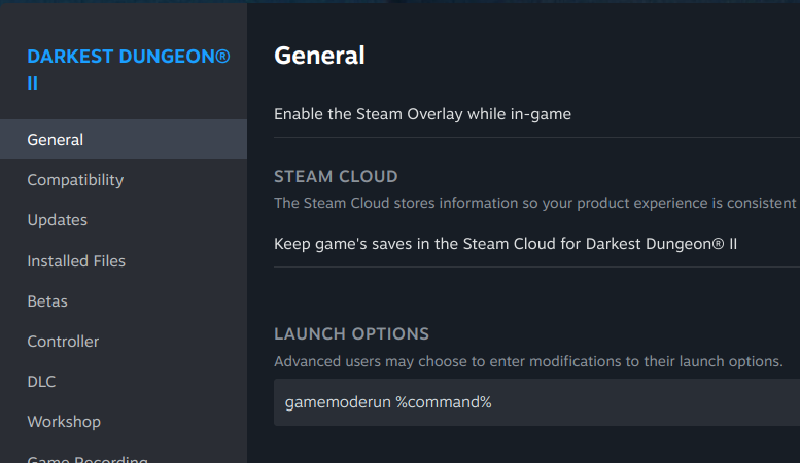 DARKEST DUNGEON®
II
General
Compatibility
Updates
Installed Files
Betas
Controller
DLC
Workshop
Game Recording
General
Enable the Steam Overlay while in-game
STEAM CLOUD
The Steam Cloud stores information so your product experience is consistent
Keep game's saves in the Steam Cloud for Darkest Dungeon® II
LAUNCH OPTIONS
Advanced users may choose to enter modifications to their launch options.
gamemoderun %command%